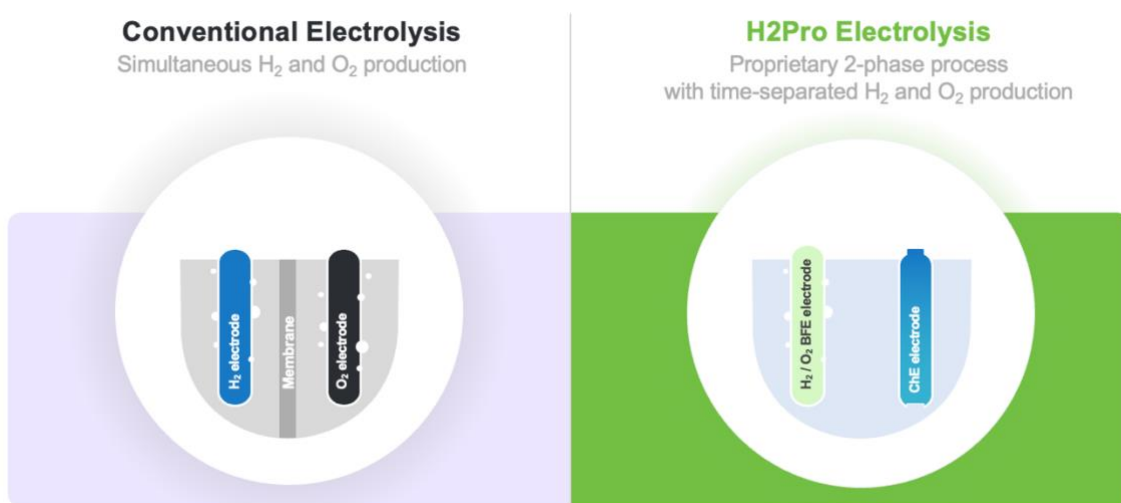 Conventional Electrolysis
Simultaneous H₂ and O₂ production
H₂ electrode
Membrane
O₂ electrode
H2Pro Electrolysis
Proprietary 2-phase process
with time-separated H₂ and O₂ production
H₂ / O₂ BFE electrode
ChE electrode